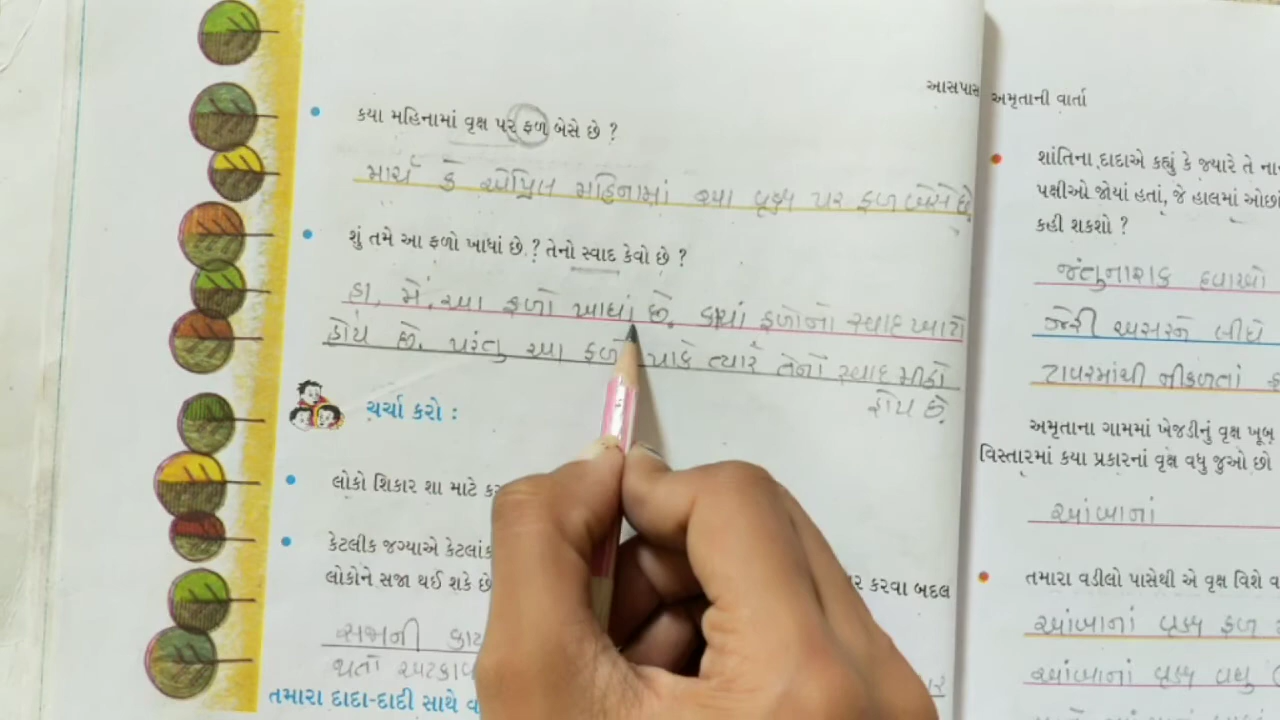 આસપાસ
કયા મહિનામાં વૃક્ષ પર ફળ બેસે છે ?
માર્ચ કે એપ્રિલ મહિનામાં આ વૃક્ષ પર ફળ બેસે છે
શું તમે આ ફળો ખાધાં છે ? તેનો સ્વાદ કેવો છે ?
હા, મેં આ ફળો ખાધાં છે. કાચાં ફળોનો સ્વાદ ખાટો
હોય છે. પરંતુ આ ફળ પાકે ત્યારે તેનો સ્વાદ મીઠો
હોય છે.
ચર્ચા કરો :
લોકો શિકાર શા માટે
કેટલીક જગ્યાએ કેટલાંક
લોકોને સજા થઈ શકે છે કરવા બદલ
સજાની
થતો
તમારા દાદા-દાદી સાથે
અમૃતાની વાર્તા
શાંતિના દાદાએ કહ્યું કે જ્યારે તે
પક્ષીઓ જોયાં હતાં, જે હાલમાં
કહી શકશો ?
જંતુનાશક દવાઓ
ઝેરી અસરને લીધે
ટાવરમાંથી નીકળતાં
અમૃતાના ગામમાં ખેજડીનું વૃક્ષ ખૂબ
વિસ્તારમાં કયા પ્રકારનાં વૃક્ષ વધુ જુઓ છો
આંબાનાં
તમારા વડીલો પાસેથી એ વૃક્ષ વિશે
આંબાનાં વૃક્ષ ફળ
આંબાનાં વૃક્ષ વધુ